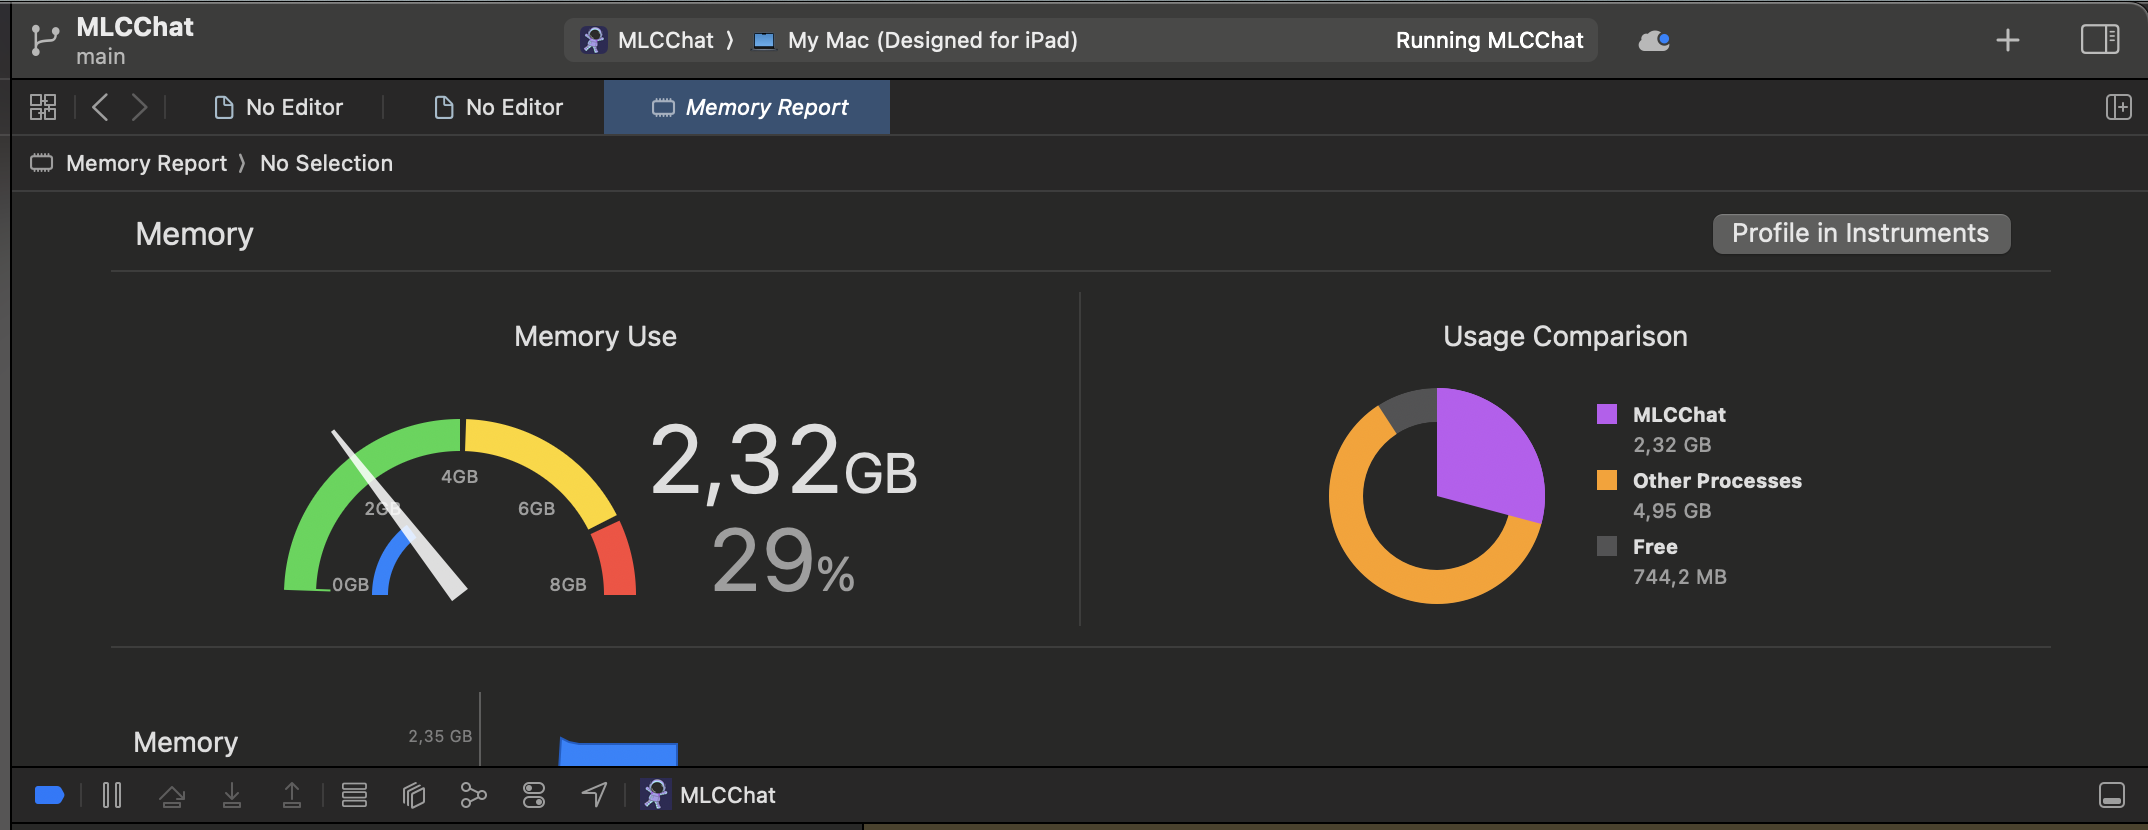 MLCChat
main
MLCChat 〉 My Mac (Designed for iPad)
Running MLCChat
No Editor
No Editor
Memory Report
Memory Report 〉 No Selection
Memory
Profile in Instruments
Memory Use
0GB
2GB
4GB
6GB
8GB
2,32GB
29%
Usage Comparison
MLCChat
2,32 GB
Other Processes
4,95 GB
Free
744,2 MB
Memory
2,35 GB
MLCChat